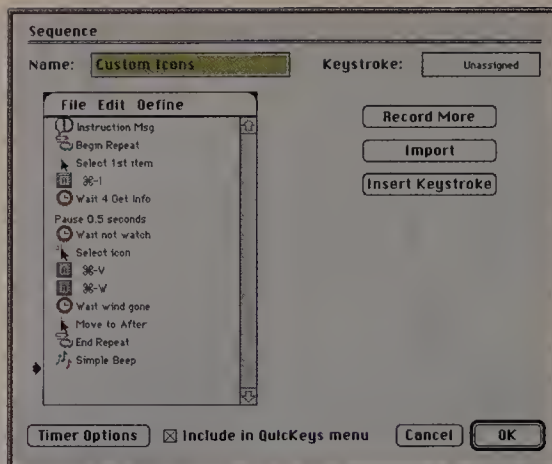 Sequence
Name: Custom Icons Keystroke: Unassigned
File Edit Define
Instruction Msg
Begin Repeat
Select 1st item
⌘-I
Wait 4 Get Info
Pause 0.5 seconds
Wait not watch
Select icon
⌘-V
⌘-W
Wait wind gone
Move to After
End Repeat
Simple Beep
Record More
Import
Insert Keystroke
Timer Options Include in QuicKeys menu Cancel OK